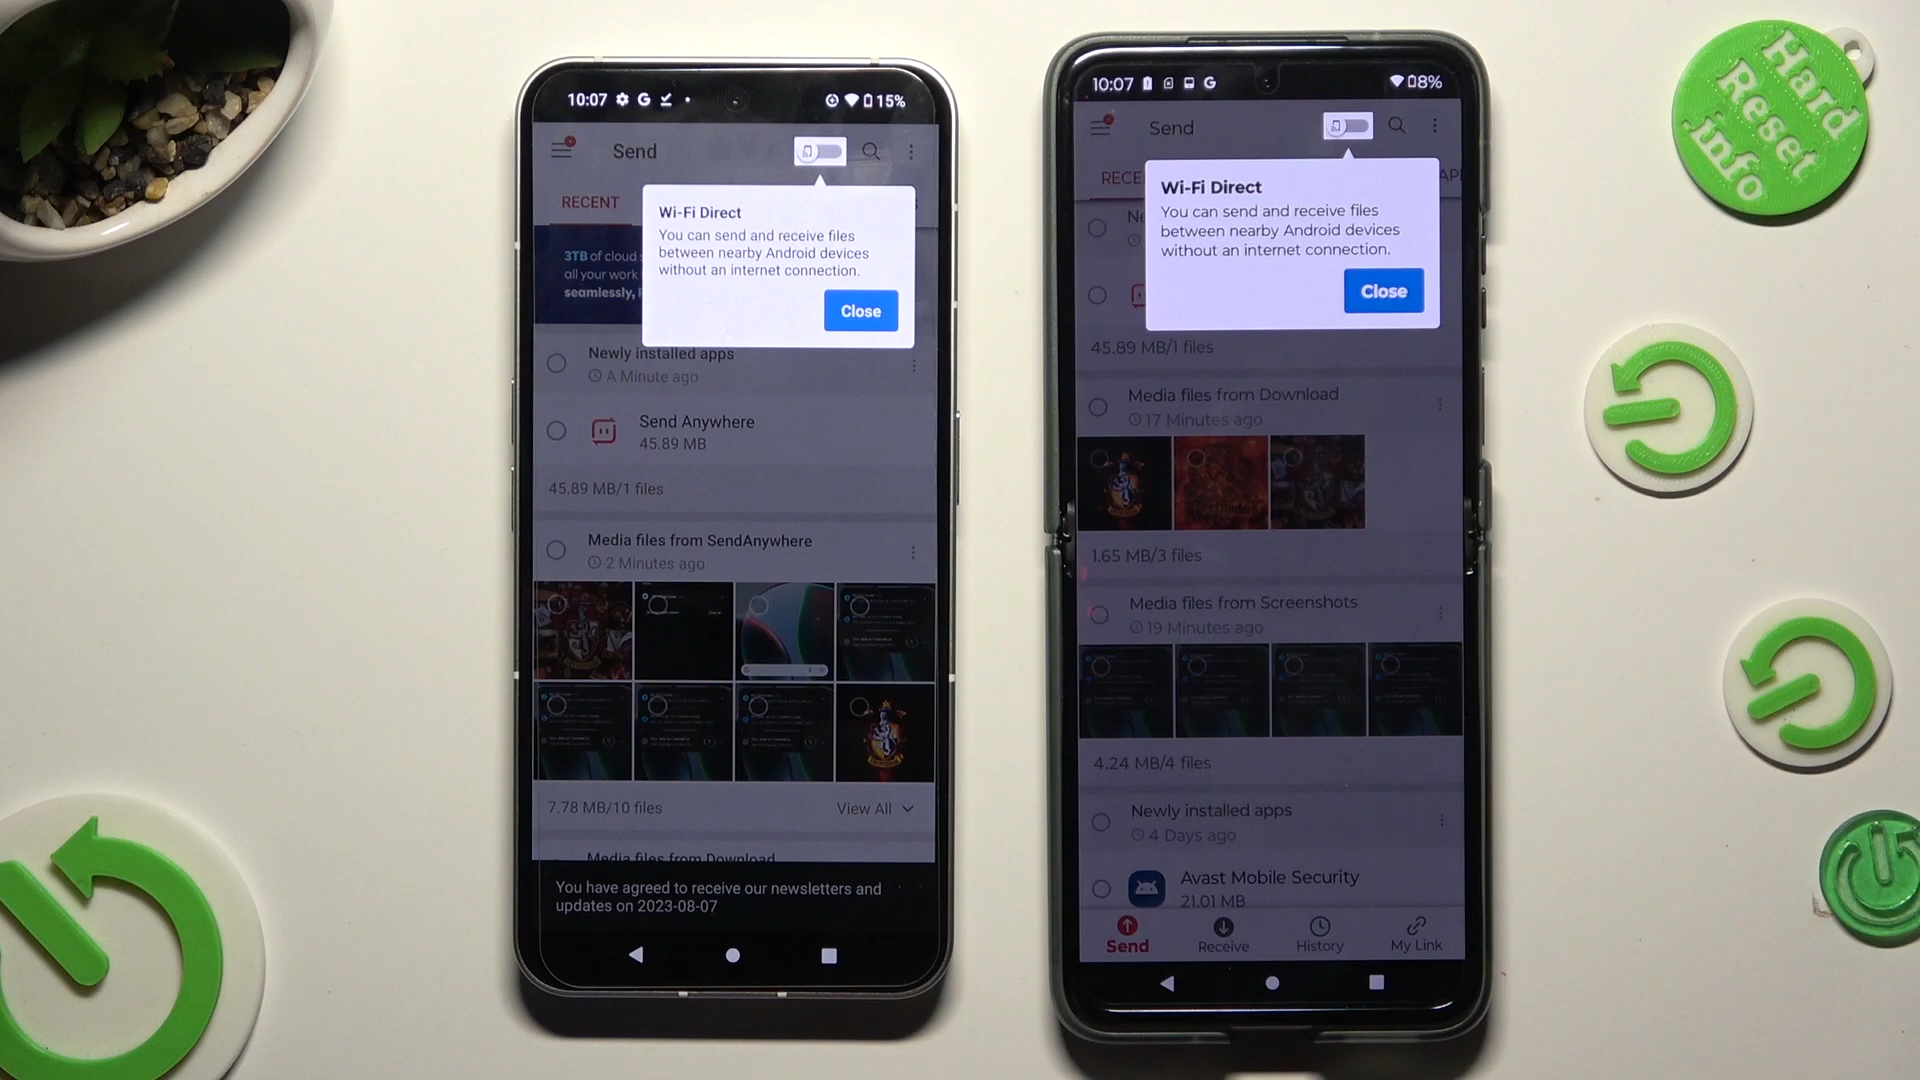 10:07
15%
Send
RECENT
Wi-Fi Direct
You can send and receive files
between nearby Android devices
without an internet connection.
Close
3TB of cloud
all your work
seamlessly,
Newly installed apps
A Minute ago
Send Anywhere
45.89 MB
45.89 MB/1 files
Media files from SendAnywhere
2 Minutes ago
7.78 MB/10 files
View All
Media files from Download
You have agreed to receive our newsletters and
updates on 2023-08-07
10:07
8%
Send
RECE
AP
Wi-Fi Direct
You can send and receive files
between nearby Android devices
without an internet connection.
Close
Ne
45.89 MB/1 files
Media files from Download
17 Minutes ago
1.65 MB/3 files
Media files from Screenshots
19 Minutes ago
4.24 MB/4 files
Newly installed apps
4 Days ago
Avast Mobile Security
21.01 MB
Send
Receive
History
My Link
Hard
Reset
info